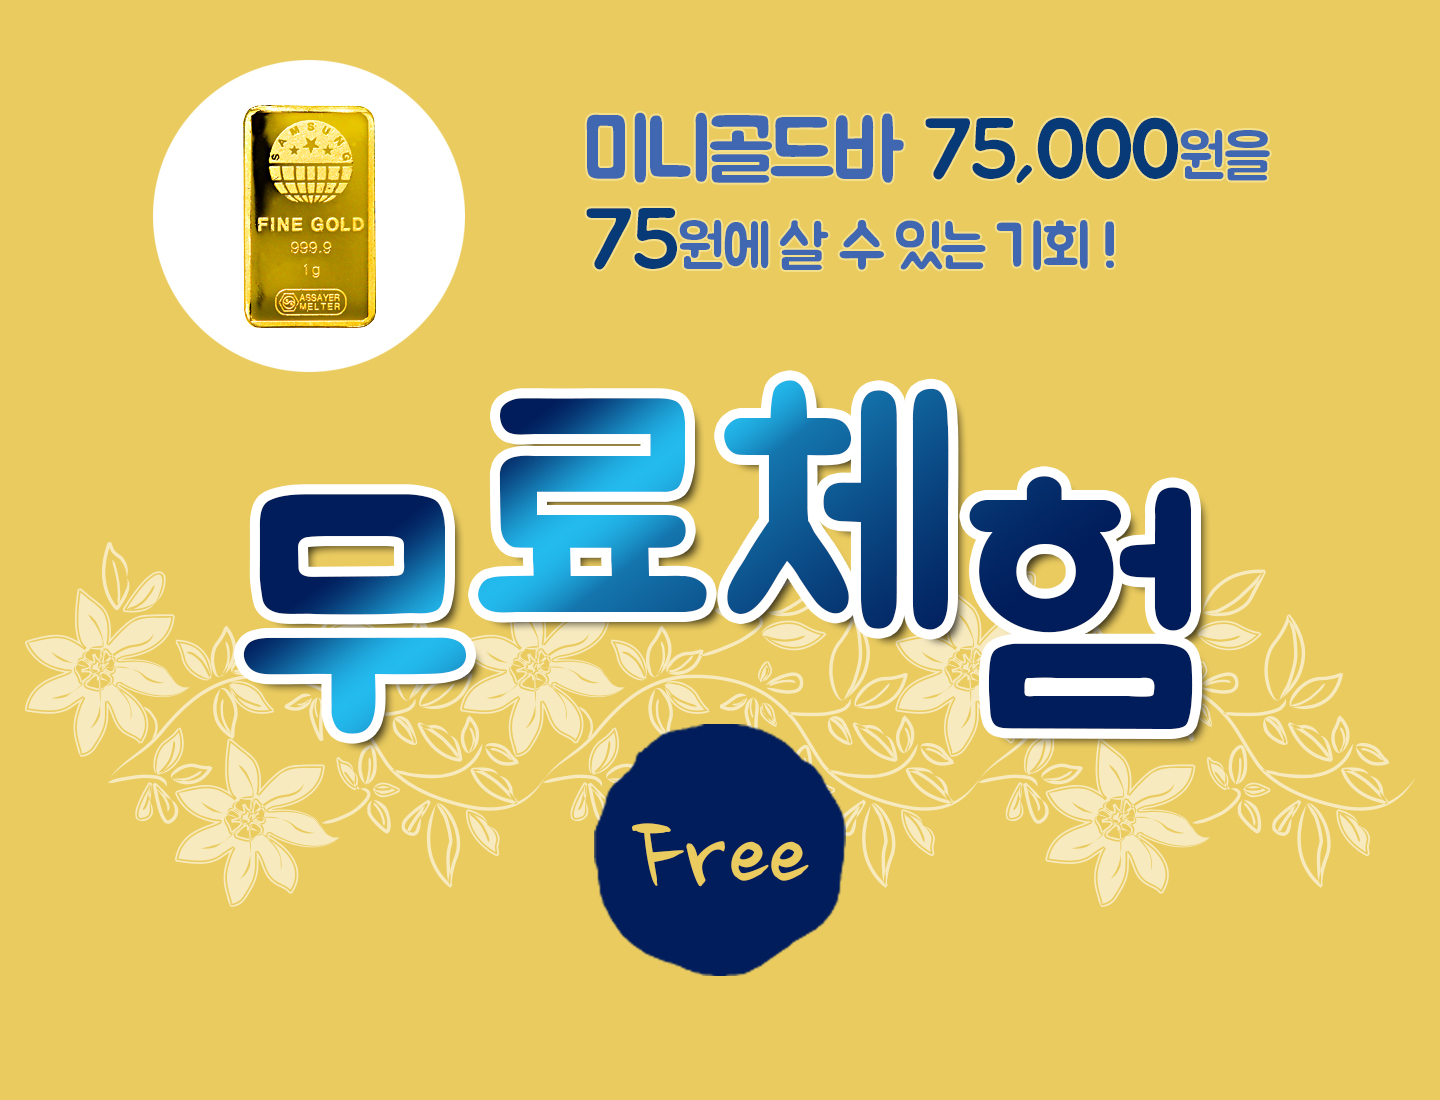 SAMSUNG
FINE GOLD
999.9
1g
ASSAYER
MELTER
미니골드바 75,000원을
75원에 살 수 있는 기회 !
무료체험
Free